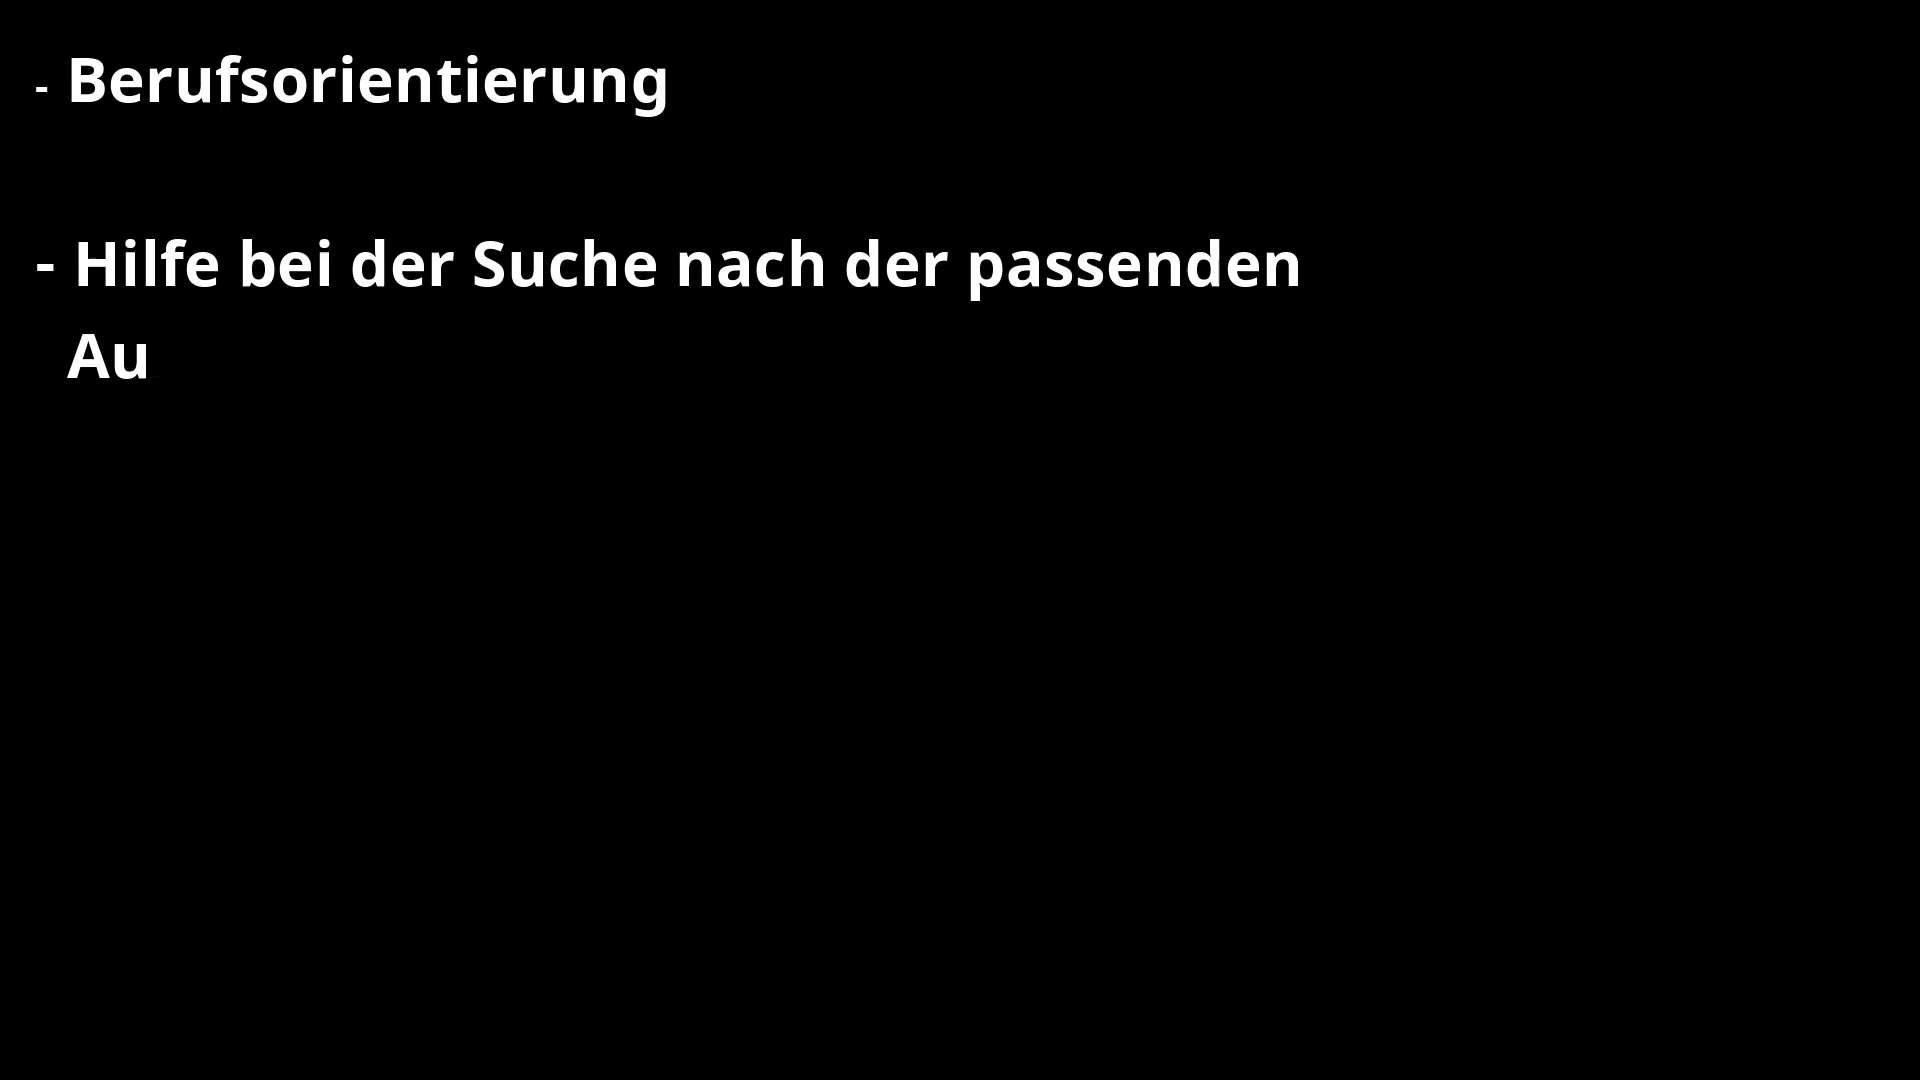 - Berufsorientierung
- Hilfe bei der Suche nach der passenden
Au